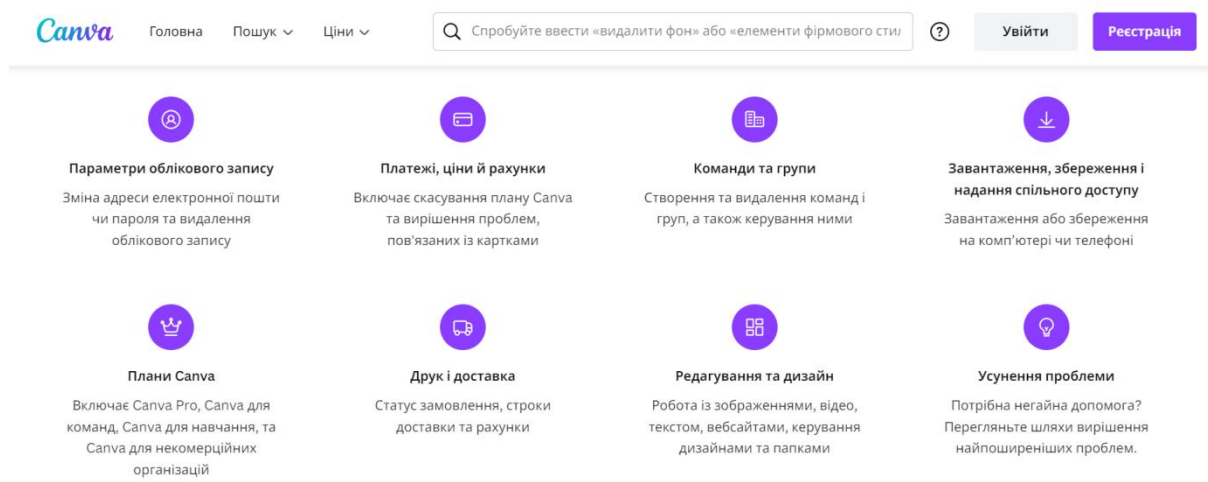 Canva Головна Пошук Ціни Спробуйте ввести «видалити фон» або «елементи фірмового Увійти Реєстрація
Параметри облікового запису
Зміна адреси електронної пошти
чи пароля та видалення
облікового запису
Платежі, ціни й рахунки
Включає скасування плану Canva
та вирішення проблем,
пов'язаних із картками
Команди та групи
Створення та видалення команд і
груп, а також керування ними
Завантаження, збереження і
надання спільного доступу
Завантаження або збереження
на комп’ютері чи телефоні
Плани Canva
Включає Canva Pro, Canva для
команд, Canva для навчання, та
Canva для некомерційних
організацій
Друк і доставка
Статус замовлення, строки
доставки та рахунки
Редагування та дизайн
Робота із зображеннями, відео,
текстом, вебсайтами, керування
дизайнами та папками
Усунення проблеми
Потрібна негайна допомога?
Перегляньте шляхи вирішення
найпоширеніших проблем.